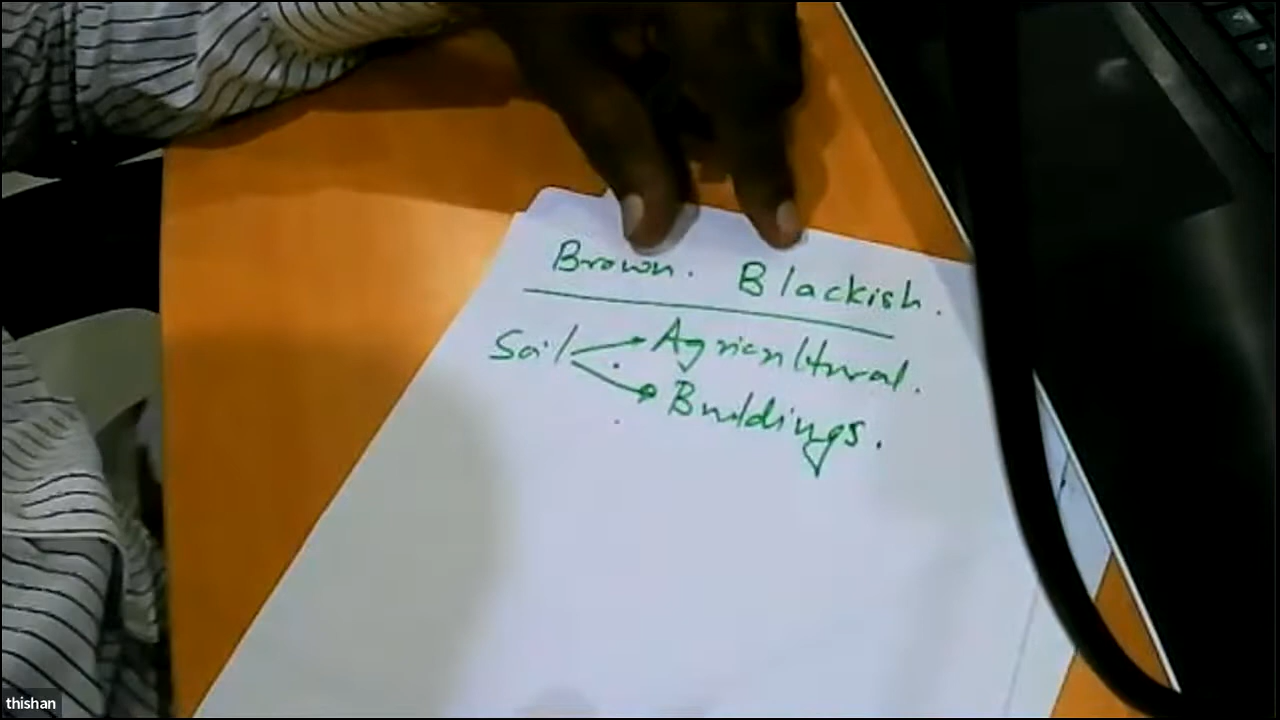 Brown. Blackish.
Soil → Agricultural.
→ Buildings.
thishan